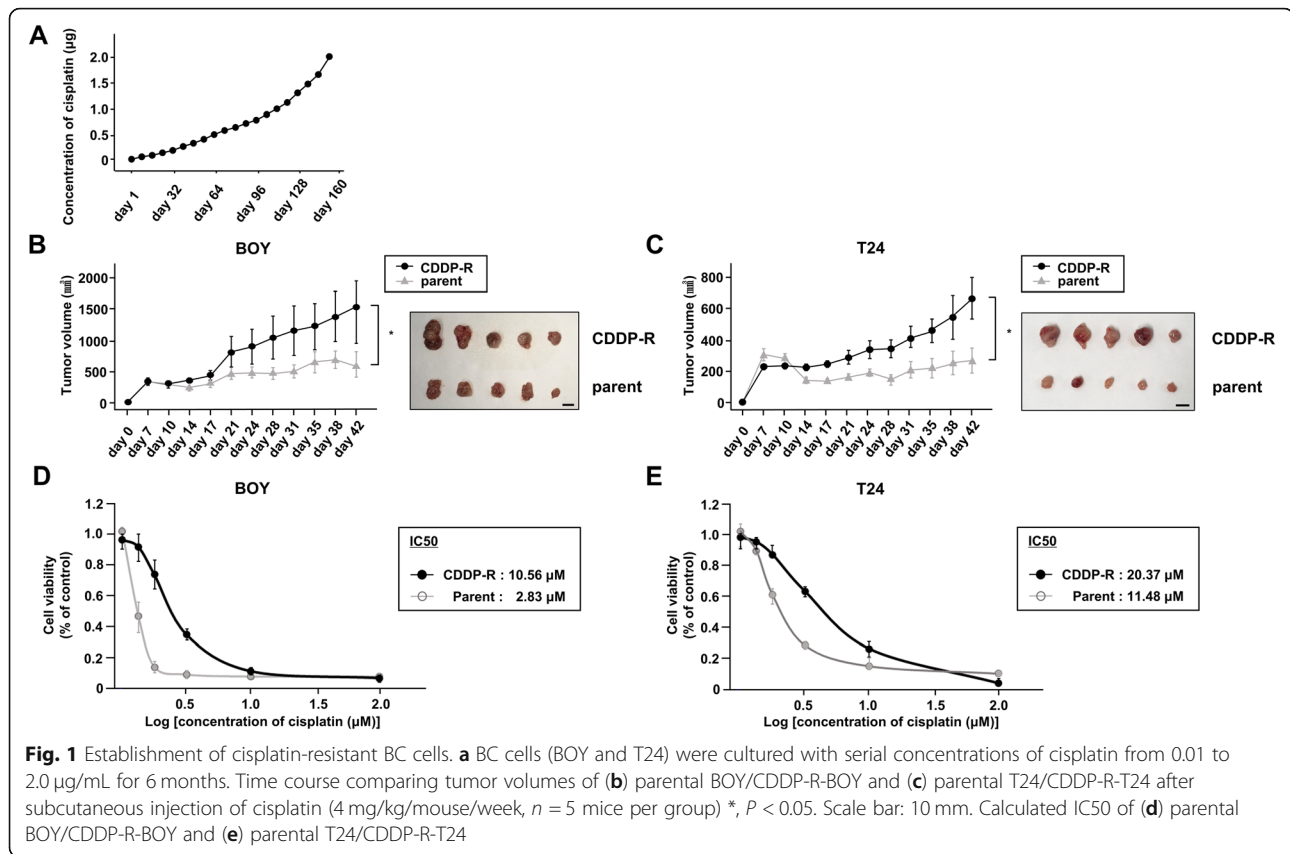 A
Concentration of cisplatin (µg)
2.0
1.5
1.0
0.5
0
day 1
day 32
day 64
day 96
day 128
day 160
B
BOY
Tumor volume (㎣)
2000
1500
1000
500
0
day 0
day 7
day 10
day 14
day 17
day 21
day 24
day 28
day 31
day 35
day 38
day 42
CDDP-R
parent
*
CDDP-R
parent
C
T24
Tumor volume (㎣)
800
600
400
200
0
day 0
day 7
day 10
day 14
day 17
day 21
day 24
day 28
day 31
day 35
day 38
day 42
CDDP-R
parent
*
CDDP-R
parent
D
BOY
Cell viability
(% of control)
1.2
1.0
0.8
0.6
0.4
0.2
0
0.5
1.0
1.5
2.0
Log [concentration of cisplatin (µM)]
IC50
CDDP-R : 10.56 µM
Parent : 2.83 µM
E
T24
Cell viability
(% of control)
1.2
1.0
0.8
0.6
0.4
0.2
0
0.5
1.0
1.5
2.0
Log [concentration of cisplatin (µM)]
IC50
CDDP-R : 20.37 µM
Parent : 11.48 µM
Fig. 1 Establishment of cisplatin-resistant BC cells. a BC cells (BOY and T24) were cultured with serial concentrations of cisplatin from 0.01 to
2.0 µg/mL for 6 months. Time course comparing tumor volumes of (b) parental BOY/CDDP-R-BOY and (c) parental T24/CDDP-R-T24 after
subcutaneous injection of cisplatin (4 mg/kg/mouse/week, n = 5 mice per group) *, P < 0.05. Scale bar: 10 mm. Calculated IC50 of (d) parental
BOY/CDDP-R-BOY and (e) parental T24/CDDP-R-T24